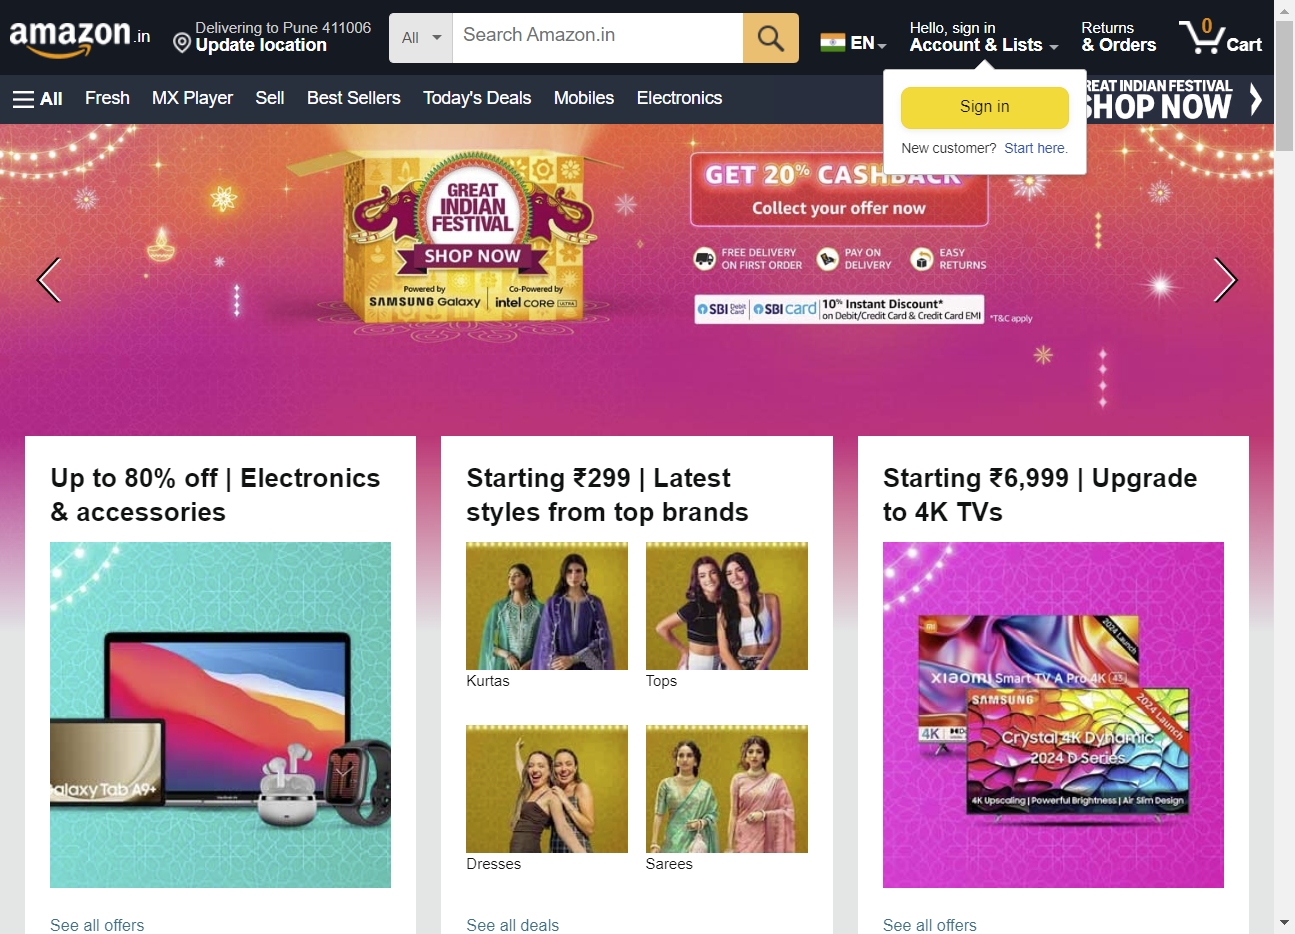 amazon.in
Delivering to Pune 411006
Update location
All
Search Amazon.in
EN
Hello, sign in
Account & Lists
Returns
& Orders
0
Cart
All
Fresh
MX Player
Sell
Best Sellers
Today's Deals
Mobiles
Electronics
REAT INDIAN FESTIVAL
SHOP NOW
Sign in
New customer? Start here.
GREAT
INDIAN
FESTIVAL
SHOP NOW
Powered by
SAMSUNG Galaxy
Co-Powered by
intel CORE ULTRA
GET 20% CASHBACK
Collect your offer now
FREE DELIVERY
ON FIRST ORDER
PAY ON
DELIVERY
EASY
RETURNS
SBI Debit Card
SBI card
10% Instant Discount*
on Debit/Credit Card & Credit Card EMI
*T&C apply
Up to 80% off | Electronics
& accessories
alaxy Tab A9+
10
See all offers
Starting ₹299 | Latest
styles from top brands
Kurtas
Tops
Dresses
Sarees
See all deals
Starting ₹6,999 | Upgrade
to 4K TVs
mi
2024 Launch
xiaomi Smart TV A Pro 4K 43
4K
SAMSUNG
2024 Launch
Crystal 4K Dynamic
2024 D Series
4K Upscaling | Powerful Brightness | Air Slim Design
See all offers